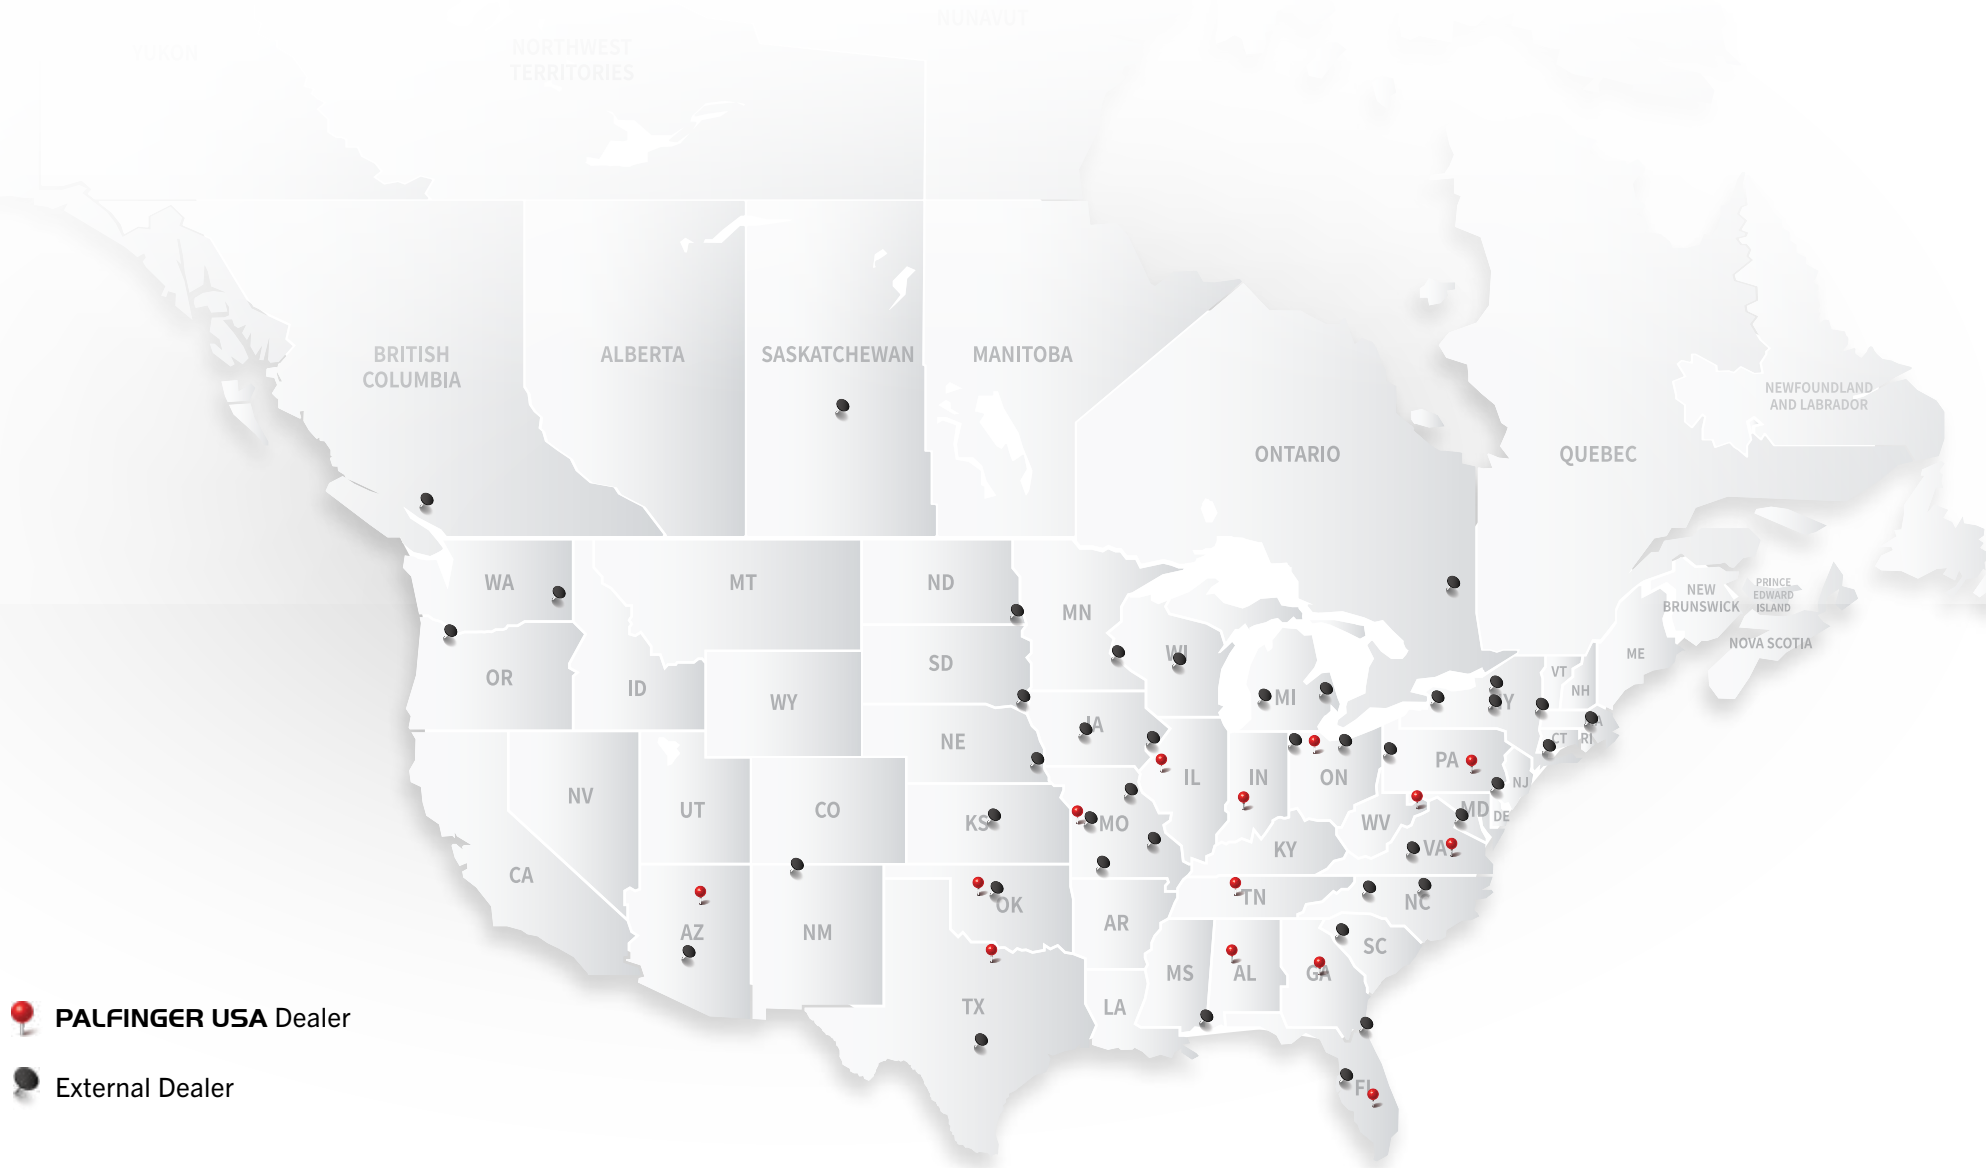 NUNAVUT
YUKON
NORTHWEST
TERRITORIES
BRITISH
COLUMBIA
ALBERTA
SASKATCHEWAN
MANITOBA
ONTARIO
QUEBEC
NEWFOUNDLAND
AND LABRADOR
NEW
BRUNSWICK
PRINCE
EDWARD
ISLAND
NOVA SCOTIA
WA
MT
ND
MN
WI
MI
ME
VT
NH
OR
ID
SD
WY
NE
IA
IL
IN
ON
PA
NJ
CT
RI
NV
UT
CO
KS
MO
WV
MD
DE
VA
KY
CA
AZ
NM
OK
AR
TN
NC
SC
MS
AL
GA
TX
LA
FL
PALFINGER USA Dealer
External Dealer